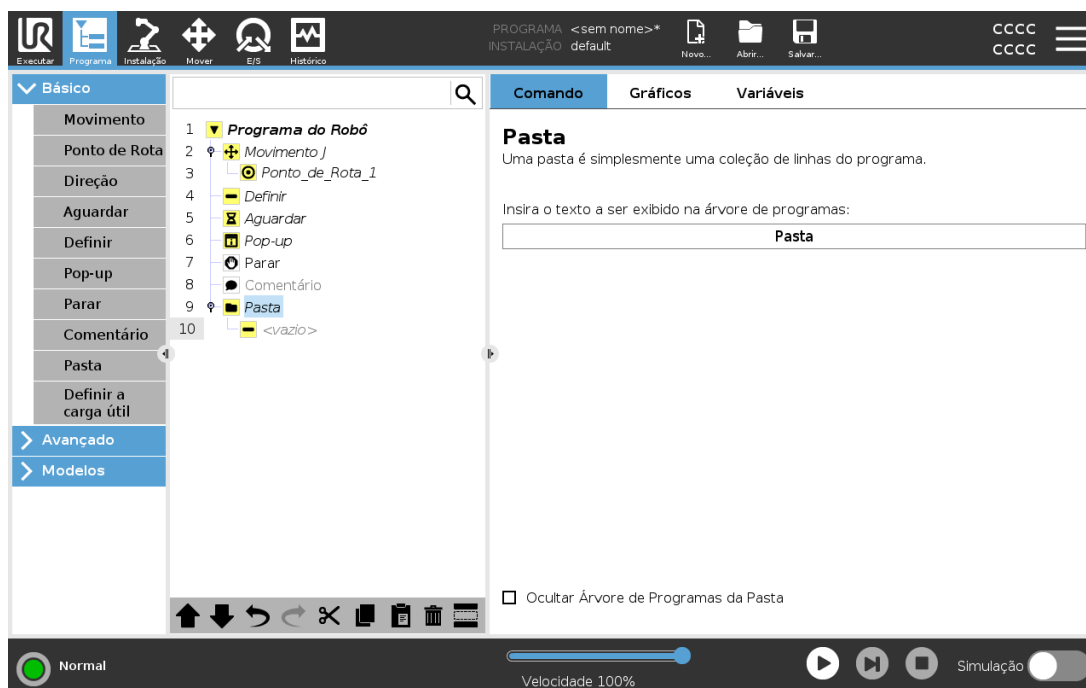 UR
PROGRAMA <sem nome>*
INSTALAÇÃO default
CCCC
CCCC
Executar Programa Instalação Mover E/S Histórico Novo... Abrir... Salvar...
Básico
Movimento
Ponto de Rota
Direção
Aguardar
Definir
Pop-up
Parar
Comentário
Pasta
Definir a
carga útil
Avançado
Modelos
1 Programa do Robô
2 Movimento J
3 Ponto_de_Rota_1
4 Definir
5 Aguardar
6 Pop-up
7 Parar
8 Comentário
9 Pasta
10 <vazio>
Comando Gráficos Variáveis
Pasta
Uma pasta é simplesmente uma coleção de linhas do programa.
Insira o texto a ser exibido na árvore de programas:
Pasta
Ocultar Árvore de Programas da Pasta
Normal
Velocidade 100%
Simulação